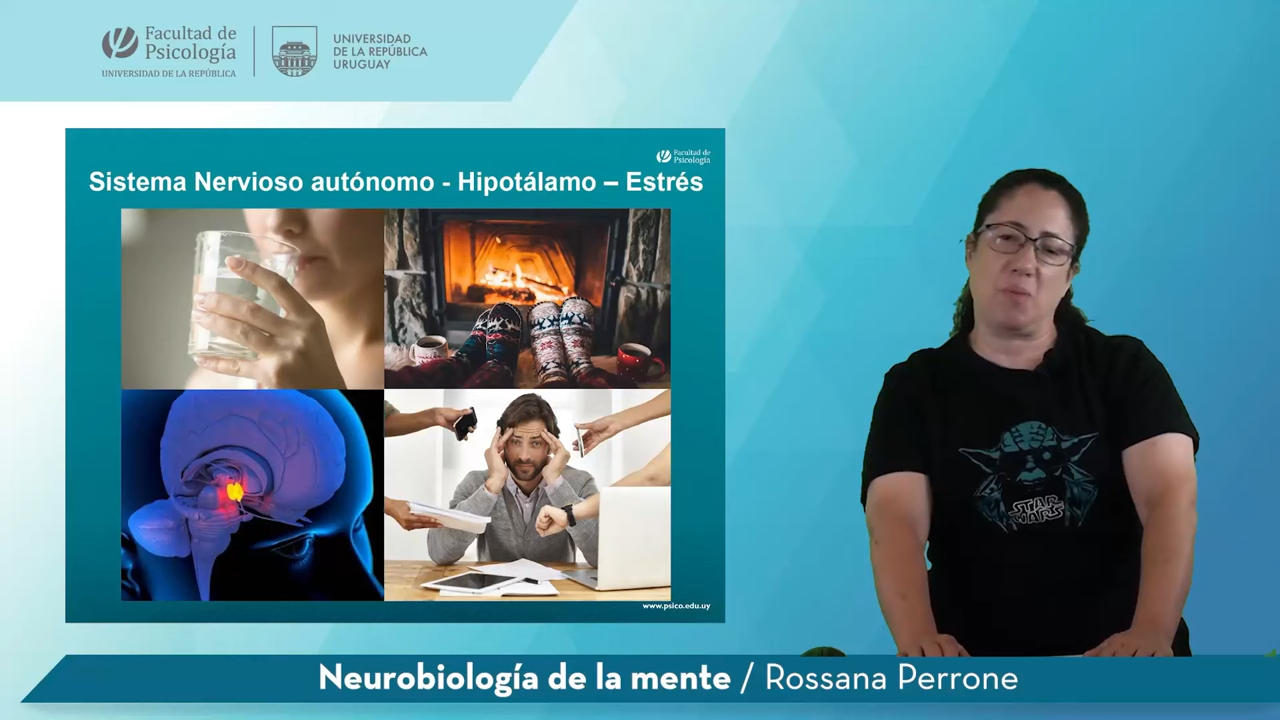 Facultad de
Psicología
UNIVERSIDAD DE LA REPÚBLICA
UNIVERSIDAD
DE LA REPÚBLICA
URUGUAY
Facultad de
Psicología
Sistema Nervioso autónomo - Hipotálamo – Estrés
www.psico.edu.uy
STAR
WARS
Neurobiología de la mente / Rossana Perrone